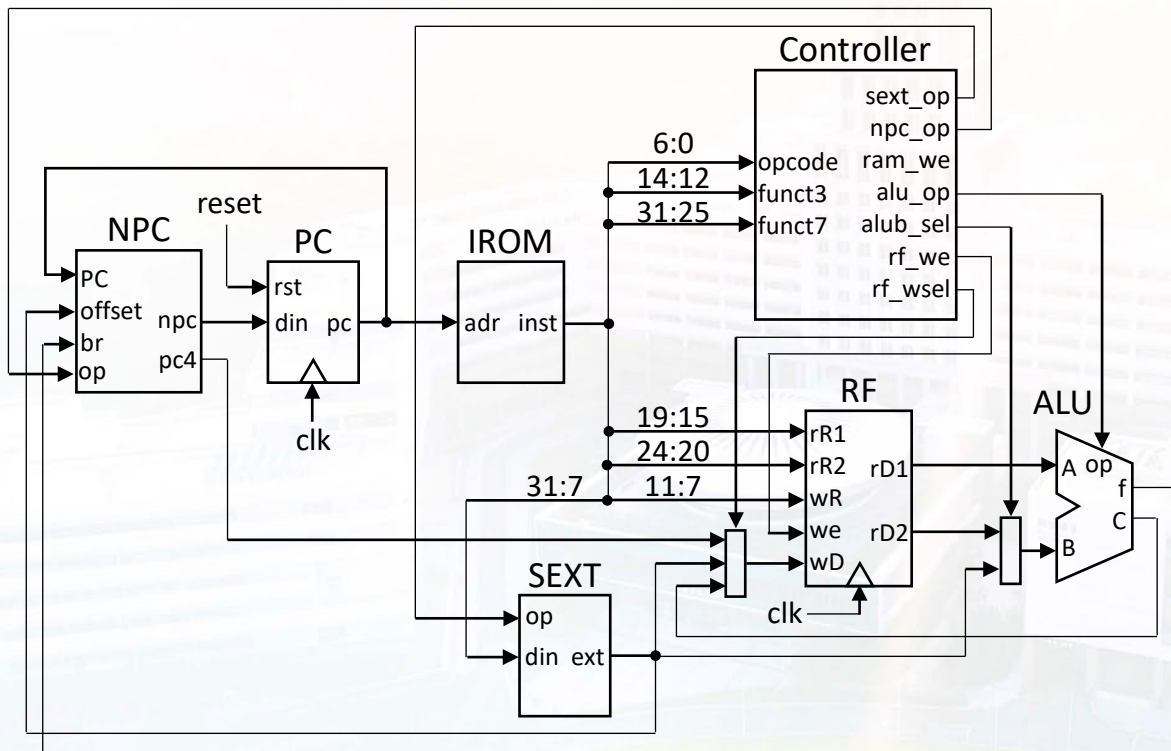 Controller
sext_op
npc_op
ram_we
alu_op
alub_sel
rf_we
rf_wsel
opcode
funct3
funct7
6:0
14:12
31:25
reset
NPC
PC
offset
br
op
npc
pc4
PC
rst
din
pc
clk
IROM
adr
inst
RF
19:15
24:20
31:7
11:7
rR1
rR2
wR
we
wD
rD1
rD2
clk
ALU
A
op
f
C
B
SEXT
op
din
ext